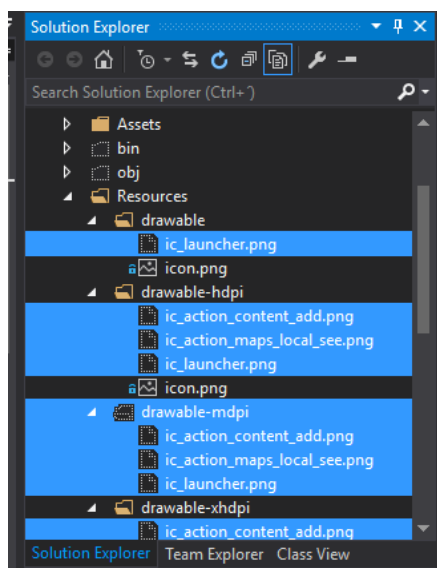 Solution Explorer
Search Solution Explorer (Ctrl+´)
Assets
bin
obj
Resources
drawable
ic_launcher.png
icon.png
drawable-hdpi
ic_action_content_add.png
ic_action_maps_local_see.png
ic_launcher.png
icon.png
drawable-mdpi
ic_action_content_add.png
ic_action_maps_local_see.png
ic_launcher.png
drawable-xhdpi
ic_action_content_add.png
Solution Explorer Team Explorer Class View